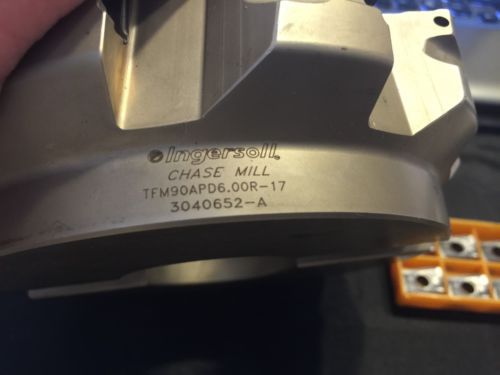 Ingersoll
CHASE MILL
TFM90APD6.00R-17
3040652-A